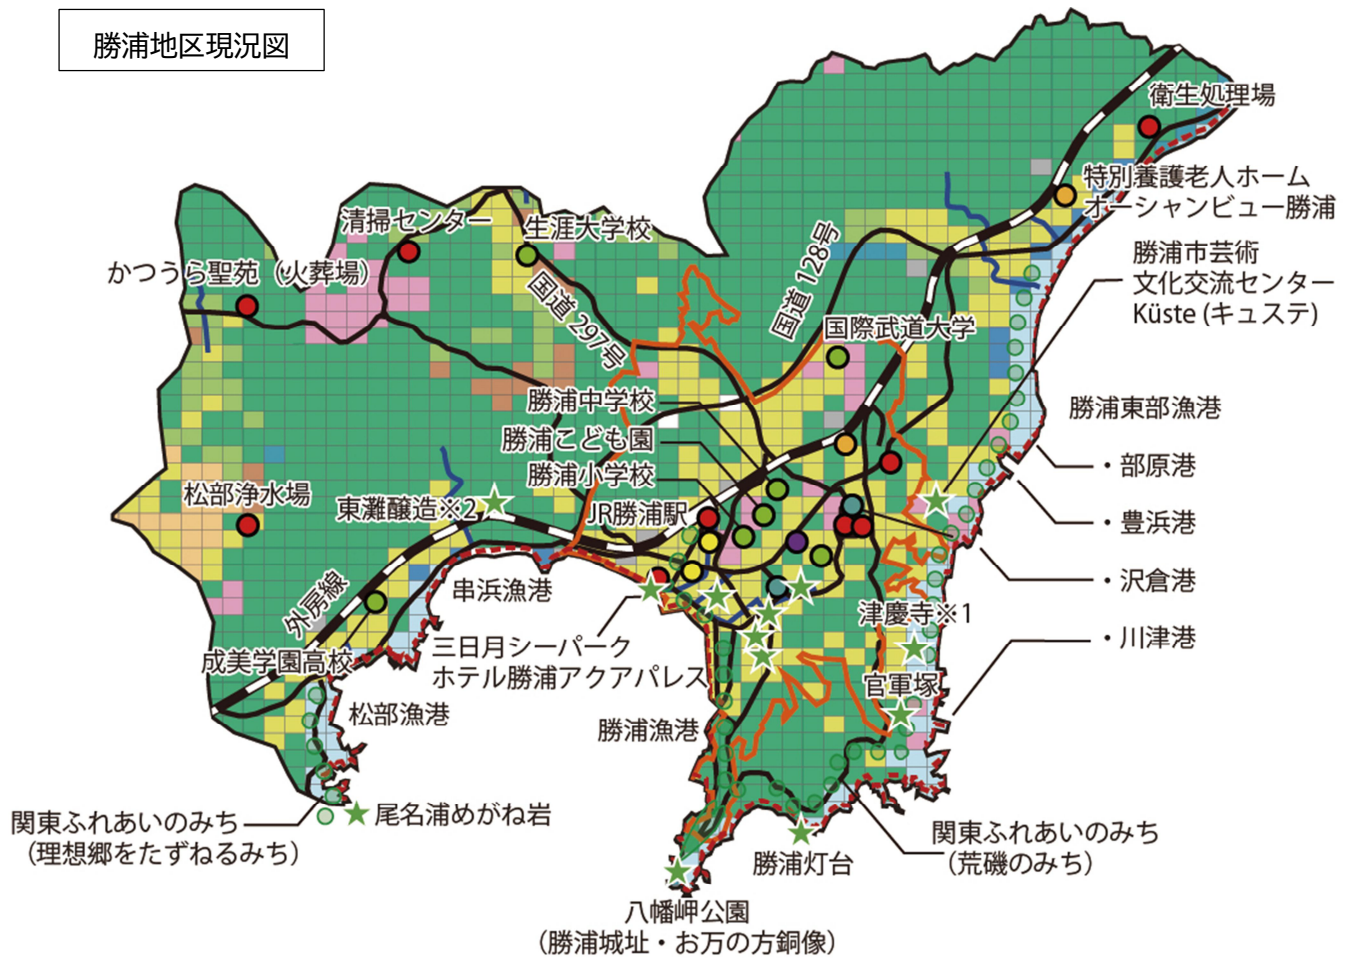 勝浦地区現況図
衛生処理場
特別養護老人ホーム
オーシャンビュー勝浦
清掃センター
生涯大学校
かつうら聖苑（火葬場）
国道 297号
国道 128号
勝浦市芸術
文化交流センター
Küste (キュステ)
国際武道大学
勝浦中学校
勝浦こども園
勝浦小学校
勝浦東部漁港
・部原港
・豊浜港
・沢倉港
・川津港
松部浄水場
東灘醸造※2
JR勝浦駅
外房線
串浜漁港
津慶寺※1
成美学園高校
三日月シーパーク
ホテル勝浦アクアパレス
官軍塚
松部漁港
勝浦漁港
関東ふれあいのみち
（理想郷をたずねるみち）
尾名浦めがね岩
関東ふれあいのみち
（荒磯のみち）
勝浦灯台
八幡岬公園
（勝浦城址・お万の方銅像）